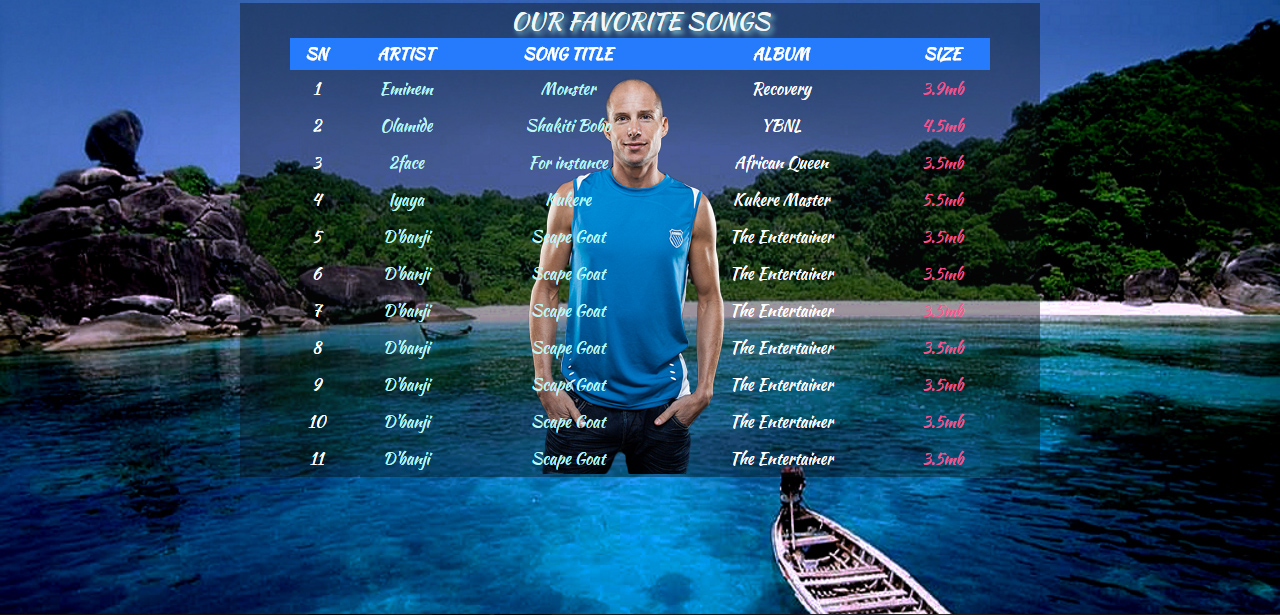 OUR FAVORITE SONGS
SN ARTIST SONG TITLE ALBUM SIZE
1 Eminem Monster Recovery 3.9mb
2 Olamide Shakiti Bobo YBNL 4.5mb
3 2face For instance African Queen 3.5mb
4 Iyaya Kukere Kukere Master 5.5mb
5 D'banji Scape Goat The Entertainer 3.5mb
6 D'banji Scape Goat The Entertainer 3.5mb
7 D'banji Scape Goat The Entertainer 3.5mb
8 D'banji Scape Goat The Entertainer 3.5mb
9 D'banji Scape Goat The Entertainer 3.5mb
10 D'banji Scape Goat The Entertainer 3.5mb
11 D'banji Scape Goat The Entertainer 3.5mb